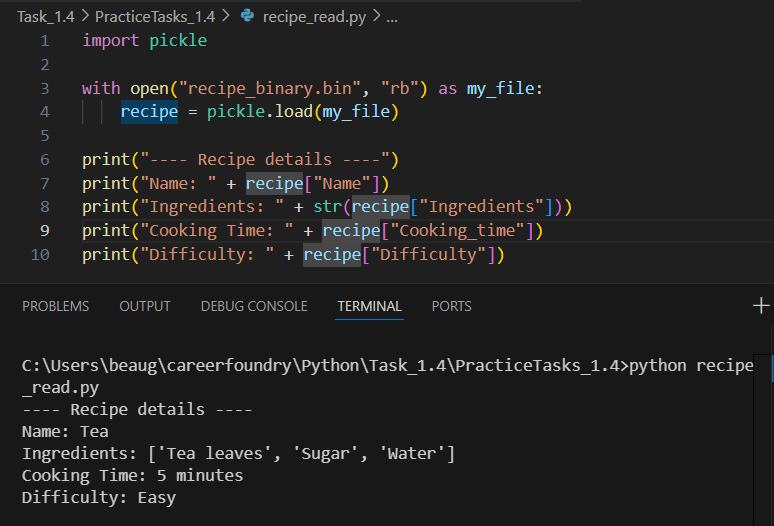 Task_1.4 > PracticeTasks_1.4 > recipe_read.py > ...
1 import pickle
2
3 with open("recipe_binary.bin", "rb") as my_file:
4     recipe = pickle.load(my_file)
5
6 print("---- Recipe details ----")
7 print("Name: " + recipe["Name"])
8 print("Ingredients: " + str(recipe["Ingredients"]))
9 print("Cooking Time: " + recipe["Cooking_time"])
10 print("Difficulty: " + recipe["Difficulty"])
PROBLEMS OUTPUT DEBUG CONSOLE TERMINAL PORTS +
C:\Users\beaug\careerfoundry\Python\Task_1.4\PracticeTasks_1.4>python recipe
_read.py
---- Recipe details ----
Name: Tea
Ingredients: ['Tea leaves', 'Sugar', 'Water']
Cooking Time: 5 minutes
Difficulty: Easy